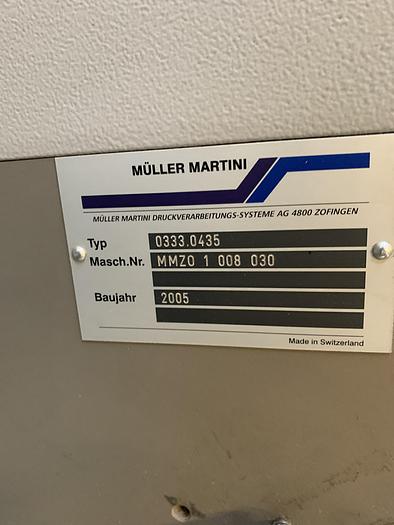 MÜLLER MARTINI
MÜLLER MARTINI DRUCKVERARBEITUNGS-SYSTEME AG 4800 ZOFINGEN
Typ 0333.0435
Masch.Nr. MMZO 1 008 030
Baujahr 2005
Made in Switzerland